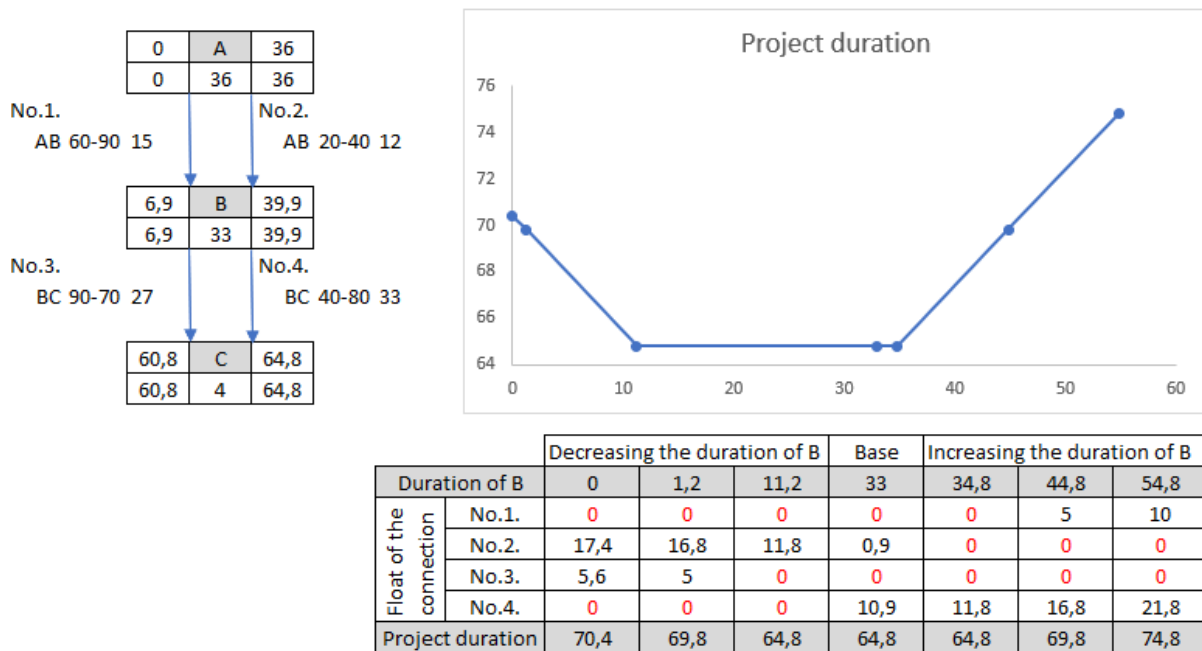 0 A 36
0 36 36
No.1. No.2.
AB 60-90 15 AB 20-40 12
6,9 B 39,9
6,9 33 39,9
No.3. No.4.
BC 90-70 27 BC 40-80 33
60,8 C 64,8
60,8 4 64,8
Project duration
76
74
72
70
68
66
64
0 10 20 30 40 50 60
Decreasing the duration of B Base Increasing the duration of B
Duration of B 0 1,2 11,2 33 34,8 44,8 54,8
Float of the connection
No.1. 0 0 0 0 0 5 10
No.2. 17,4 16,8 11,8 0,9 0 0 0
No.3. 5,6 5 0 0 0 0 0
No.4. 0 0 0 10,9 11,8 16,8 21,8
Project duration 70,4 69,8 64,8 64,8 64,8 69,8 74,8